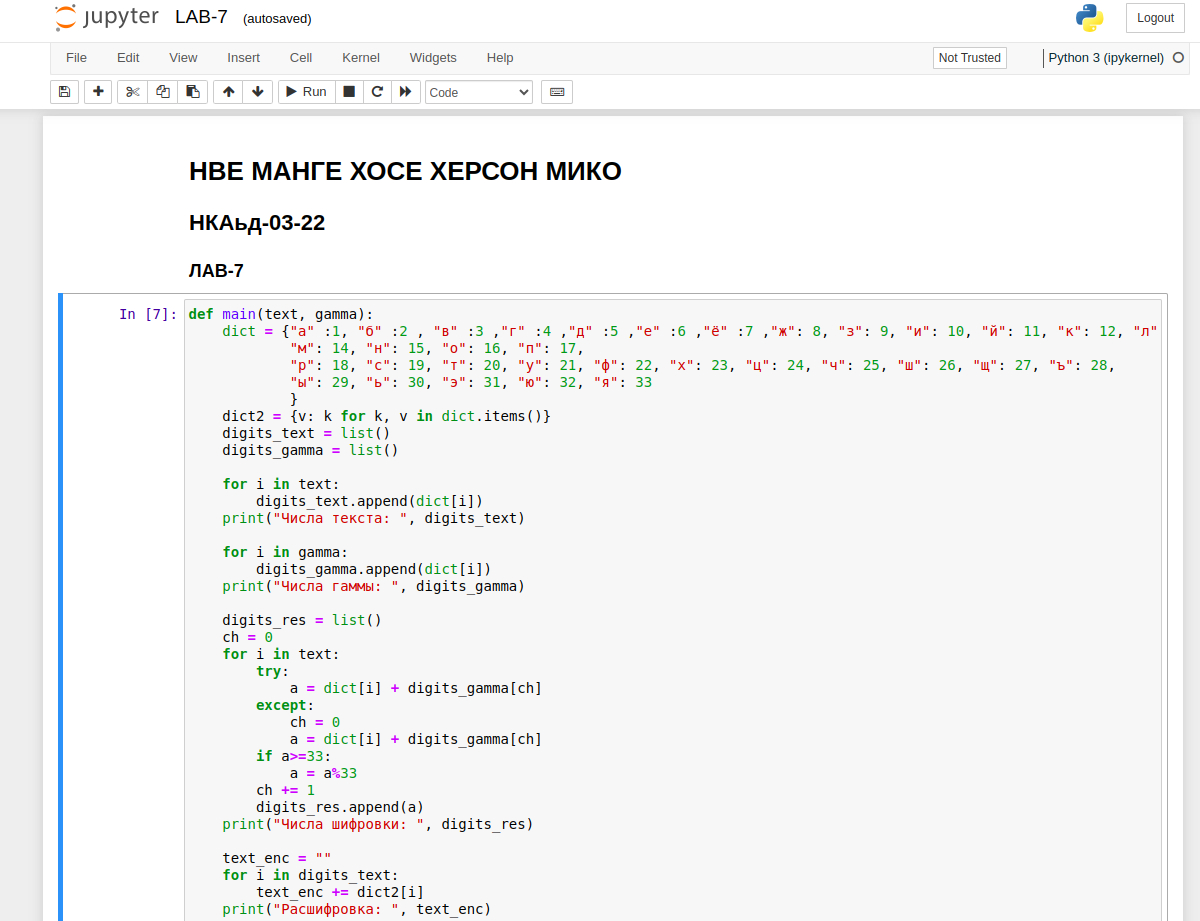 jupyter LAB-7 (autosaved) Logout
File Edit View Insert Cell Kernel Widgets Help Not Trusted Python 3 (ipykernel)
Run Code
НВЕ МАНГЕ ХОСЕ ХЕРСОН МИКО
НКАьд-03-22
ЛАВ-7
In [7]: def main(text, gamma):
    dict = {"а" :1, "б" :2 , "в" :3 ,"г" :4 ,"д" :5 ,"е" :6 ,"ё" :7 ,"ж": 8, "з": 9, "и": 10, "й": 11, "к": 12, "л"
            "м": 14, "н": 15, "о": 16, "п": 17,
            "р": 18, "с": 19, "т": 20, "у": 21, "ф": 22, "х": 23, "ц": 24, "ч": 25, "ш": 26, "щ": 27, "ъ": 28,
            "ы": 29, "ь": 30, "э": 31, "ю": 32, "я": 33
            }
    dict2 = {v: k for k, v in dict.items()}
    digits_text = list()
    digits_gamma = list()
    for i in text:
        digits_text.append(dict[i])
    print("Числа текста: ", digits_text)
    for i in gamma:
        digits_gamma.append(dict[i])
    print("Числа гаммы: ", digits_gamma)
    digits_res = list()
    ch = 0
    for i in text:
        try:
            a = dict[i] + digits_gamma[ch]
        except:
            ch = 0
            a = dict[i] + digits_gamma[ch]
        if a>=33:
            a = a%33
        ch += 1
        digits_res.append(a)
    print("Числа шифровки: ", digits_res)
    text_enc = ""
    for i in digits_text:
        text_enc += dict2[i]
    print("Расшифровка: ", text_enc)